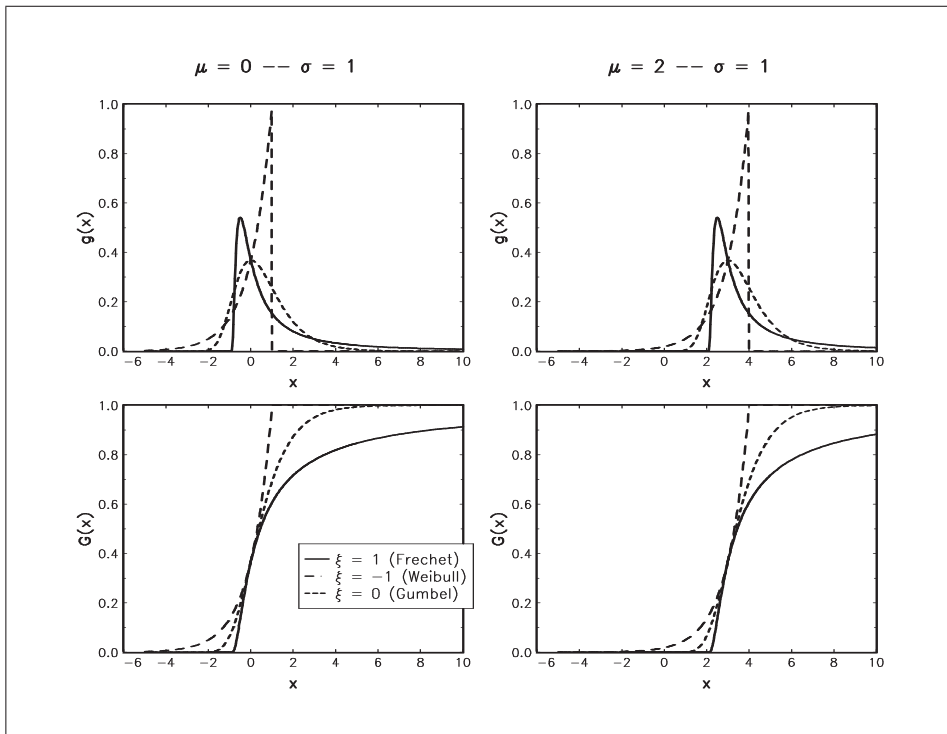 μ = 0 –– σ = 1
μ = 2 –– σ = 1
g(x)
1.0
0.8
0.6
0.4
0.2
0.0
−6 −4 −2 0 2 4 6 8 10
x
g(x)
1.0
0.8
0.6
0.4
0.2
0.0
−6 −4 −2 0 2 4 6 8 10
x
G(x)
1.0
0.8
0.6
0.4
0.2
0.0
−6 −4 −2 0 2 4 6 8 10
x
ξ = 1 (Frechet)
ξ = −1 (Weibull)
ξ = 0 (Gumbel)
G(x)
1.0
0.8
0.6
0.4
0.2
0.0
−6 −4 −2 0 2 4 6 8 10
x